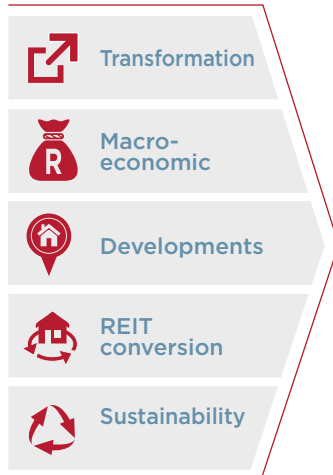 Transformation
R
Macro-
economic
Developments
REIT
conversion
Sustainability